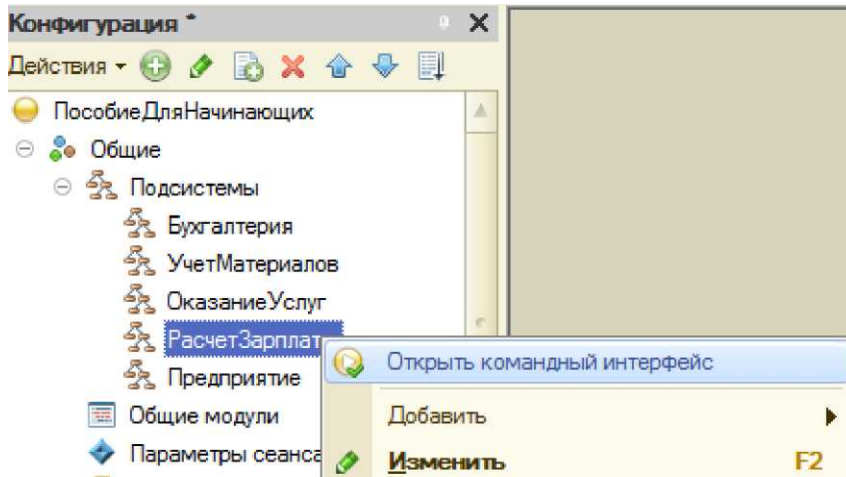 Конфигурация *
Действия
ПособиеДляНачинающих
Общие
Подсистемы
Бухгалтерия
УчетМатериалов
ОказаниеУслуг
РасчетЗарплат
Открыть командный интерфейс
Предприятие
Общие модули
Добавить
Параметры сеанса
Изменить F2